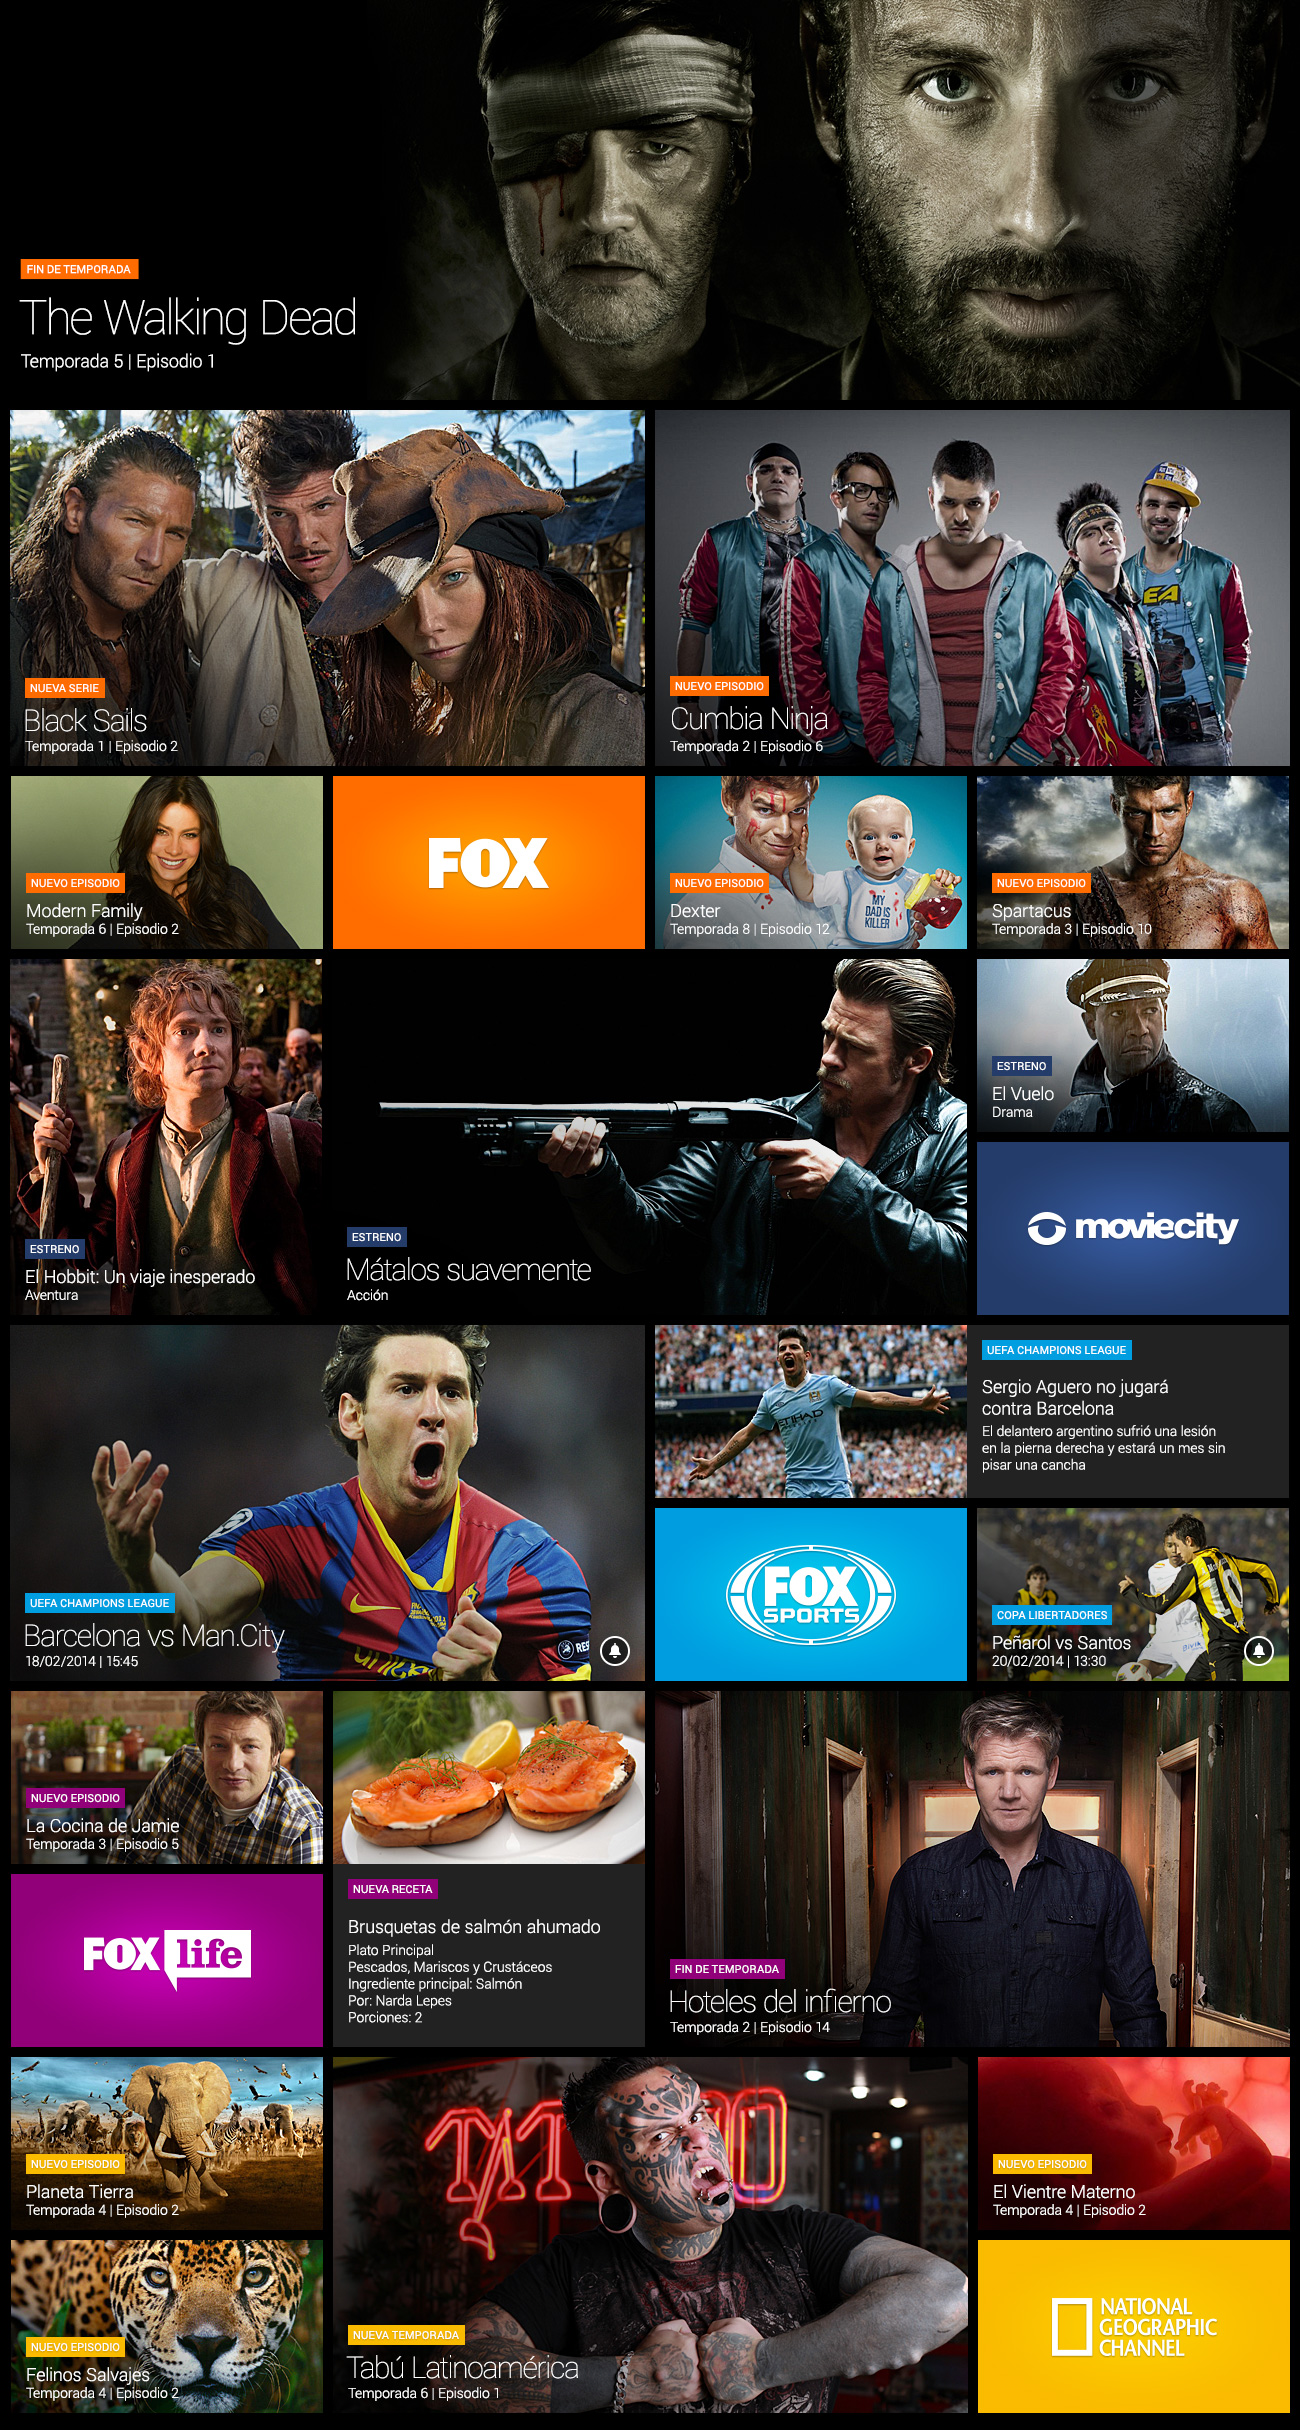 FIN DE TEMPORADA
The Walking Dead
Temporada 5 | Episodio 1
NUEVA SERIE
Black Sails
Temporada 1 | Episodio 2
NUEVO EPISODIO
Cumbia Ninja
Temporada 2 | Episodio 6
NUEVO EPISODIO
Modern Family
Temporada 6 | Episodio 2
FOX
MY
DAD IS
KILLER
NUEVO EPISODIO
Dexter
Temporada 8 | Episodio 12
NUEVO EPISODIO
Spartacus
Temporada 3 | Episodio 10
ESTRENO
El Hobbit: Un viaje inesperado
Aventura
ESTRENO
Mátalos suavemente
Acción
ESTRENO
El Vuelo
Drama
moviecity
UEFA CHAMPIONS LEAGUE
Barcelona vs Man.City
18/02/2014 | 15:45
ETIHAD
UEFA CHAMPIONS LEAGUE
Sergio Aguero no jugará
contra Barcelona
El delantero argentino sufrió una lesión
en la pierna derecha y estará un mes sin
pisar una cancha
FOX
SPORTS
10
COPA LIBERTADORES
Peñarol vs Santos
20/02/2014 | 13:30
NUEVO EPISODIO
La Cocina de Jamie
Temporada 3 | Episodio 5
FOX life
NUEVA RECETA
Brusquetas de salmón ahumado
Plato Principal
Pescados, Mariscos y Crustáceos
Ingrediente principal: Salmón
Por: Narda Lepes
Porciones: 2
FIN DE TEMPORADA
Hoteles del infierno
Temporada 2 | Episodio 14
NUEVO EPISODIO
Planeta Tierra
Temporada 4 | Episodio 2
NUEVO EPISODIO
Felinos Salvajes
Temporada 4 | Episodio 2
NUEVA TEMPORADA
Tabú Latinoamérica
Temporada 6 | Episodio 1
NUEVO EPISODIO
El Vientre Materno
Temporada 4 | Episodio 2
NATIONAL
GEOGRAPHIC
CHANNEL